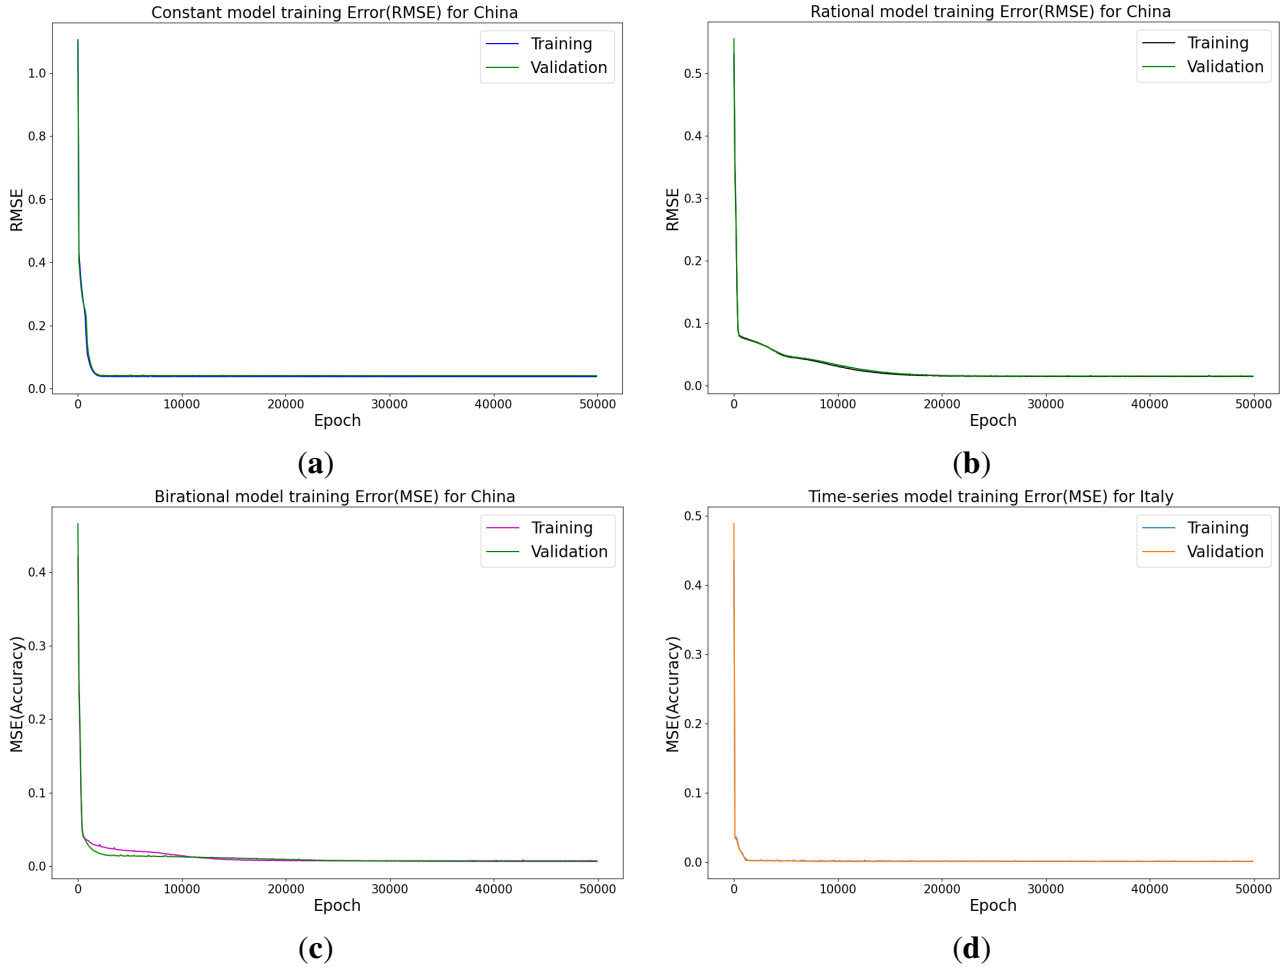 Constant model training Error(RMSE) for China
Training
Validation
1.0
0.8
0.6
0.4
0.2
0.0
RMSE
0 10000 20000 30000 40000 50000
Epoch
(a)
Rational model training Error(RMSE) for China
Training
Validation
0.5
0.4
0.3
0.2
0.1
0.0
RMSE
0 10000 20000 30000 40000 50000
Epoch
(b)
Birational model training Error(MSE) for China
Training
Validation
0.4
0.3
0.2
0.1
0.0
MSE(Accuracy)
0 10000 20000 30000 40000 50000
Epoch
(c)
Time-series model training Error(MSE) for Italy
Training
Validation
0.5
0.4
0.3
0.2
0.1
0.0
MSE(Accuracy)
0 10000 20000 30000 40000 50000
Epoch
(d)